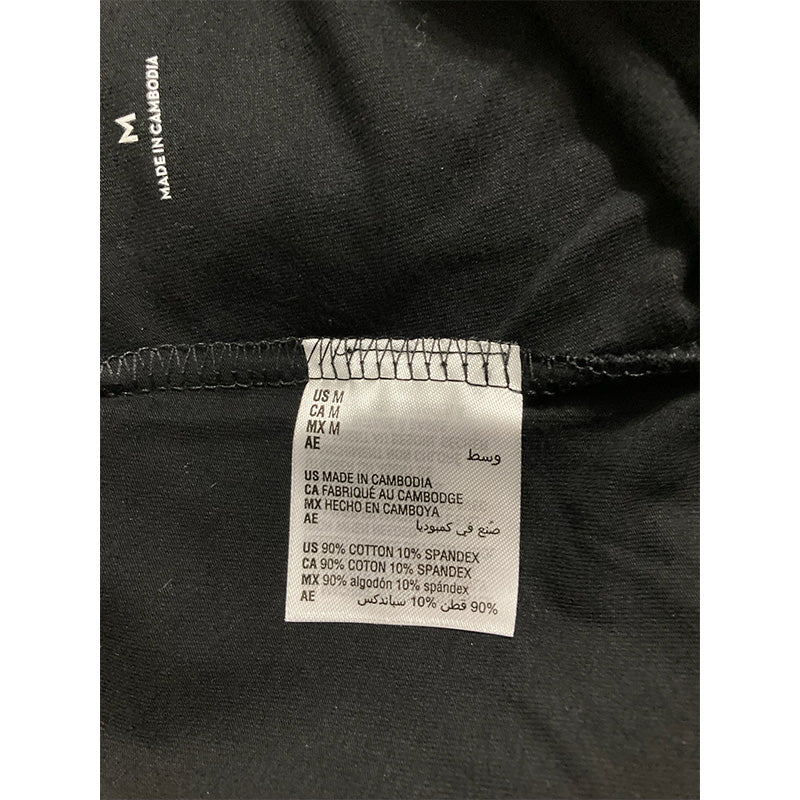 M
MADE IN CAMBODIA
US M
CA M
MX M
AE وسط
US MADE IN CAMBODIA
CA FABRIQUÉ AU CAMBODGE
MX HECHO EN CAMBOYA
AE صنع في كمبوديا
US 90% COTTON 10% SPANDEX
CA 90% COTON 10% SPANDEX
MX 90% algodón 10% spándex
AE 90% قطن 10% سباندكس